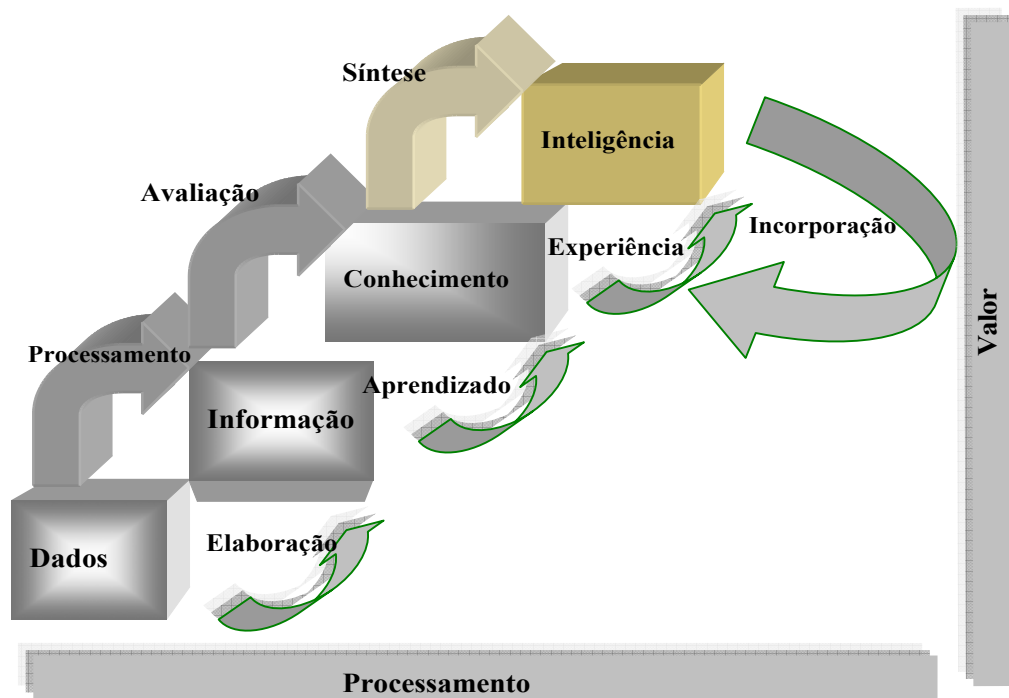 Síntese
Inteligência
Avaliação
Experiência
Incorporação
Conhecimento
Valor
Processamento
Aprendizado
Informação
Elaboração
Dados
Processamento